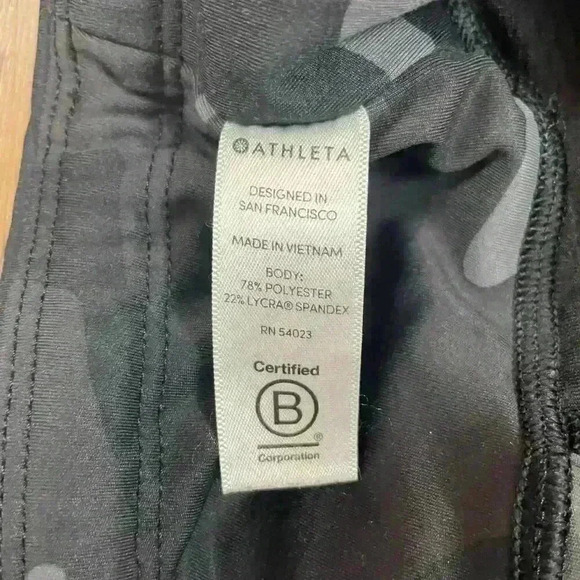 ATHLETA
DESIGNED IN
SAN FRANCISCO
MADE IN VIETNAM
BODY:
78% POLYESTER
22% LYCRA® SPANDEX
RN 54023
Certified
B
®
Corporation